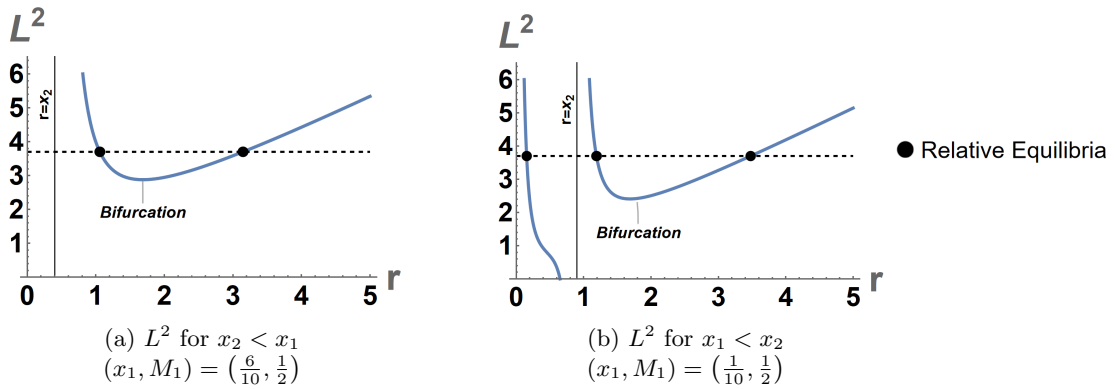 L²
6
5
4
3
2
1
r=x₂
Bifurcation
0 1 2 3 4 5 r
(a) L² for x₂ < x₁
(x₁, M₁) = (6/10, 1/2)
L²
6
5
4
3
2
1
r=x₂
Bifurcation
0 1 2 3 4 5 r
(b) L² for x₁ < x₂
(x₁, M₁) = (1/10, 1/2)
Relative Equilibria